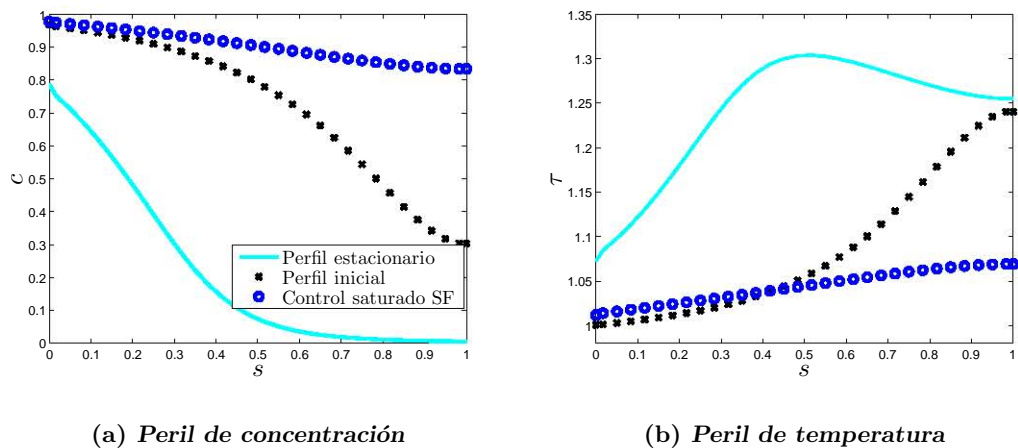 1
0.9
0.8
0.7
0.6
0.5
0.4
0.3
0.2
0.1
0
c
0 0.1 0.2 0.3 0.4 0.5 0.6 0.7 0.8 0.9 1
s
Perfil estacionario
Perfil inicial
Control saturado SF
(a) Peril de concentración
1.35
1.3
1.25
1.2
1.15
1.1
1.05
1
τ
0 0.1 0.2 0.3 0.4 0.5 0.6 0.7 0.8 0.9 1
s
(b) Peril de temperatura